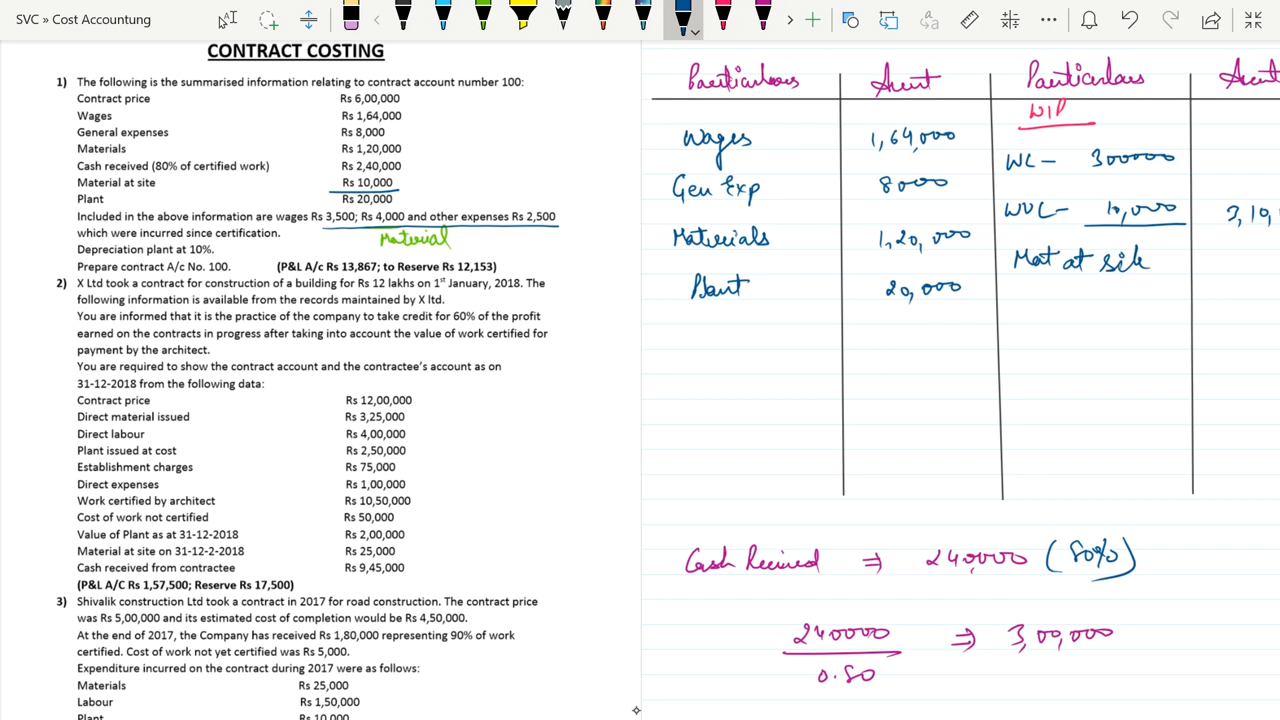 SVC » Cost Accountung
CONTRACT COSTING
1) The following is the summarised information relating to contract account number 100:
Contract price Rs 6,00,000
Wages Rs 1,64,000
General expenses Rs 8,000
Materials Rs 1,20,000
Cash received (80% of certified work) Rs 2,40,000
Material at site Rs 10,000
Plant Rs 20,000
Included in the above information are wages Rs 3,500; Rs 4,000 and other expenses Rs 2,500
which were incurred since certification.
Material
Depreciation plant at 10%.
Prepare contract A/c No. 100. (P&L A/c Rs 13,867; to Reserve Rs 12,153)
2) X Ltd took a contract for construction of a building for Rs 12 lakhs on 1st January, 2018. The
following information is available from the records maintained by X ltd.
You are informed that it is the practice of the company to take credit for 60% of the profit
earned on the contracts in progress after taking into account the value of work certified for
payment by the architect.
You are required to show the contract account and the contractee's account as on
31-12-2018 from the following data:
Contract price Rs 12,00,000
Direct material issued Rs 3,25,000
Direct labour Rs 4,00,000
Plant issued at cost Rs 2,50,000
Establishment charges Rs 75,000
Direct expenses Rs 1,00,000
Work certified by architect Rs 10,50,000
Cost of work not certified Rs 50,000
Value of Plant as at 31-12-2018 Rs 2,00,000
Material at site on 31-12-2-2018 Rs 25,000
Cash received from contractee Rs 9,45,000
(P&L A/C Rs 1,57,500; Reserve Rs 17,500)
3) Shivalik construction Ltd took a contract in 2017 for road construction. The contract price
was Rs 5,00,000 and its estimated cost of completion would be Rs 4,50,000.
At the end of 2017, the Company has received Rs 1,80,000 representing 90% of work
certified. Cost of work not yet certified was Rs 5,000.
Expenditure incurred on the contract during 2017 were as follows:
Materials Rs 25,000
Labour Rs 1,50,000
Plant Rs 10,000
Particulars Amt Particulars Amt
WIP
Wages 1,64,000 WC - 300000
Gen Exp 8000
WUC- 10,000 3,10,
Materials 1,20,000
Mat at site
Plant 20,000
Cash Received ⇒ 240,000 (80%)
240000 ⇒ 3,00,000
0.80